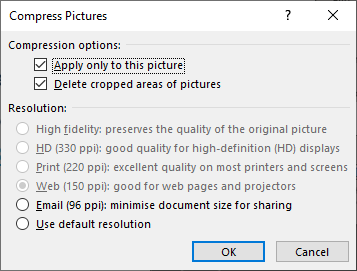 Compress Pictures
?
Compression options:
Apply only to this picture
Delete cropped areas of pictures
Resolution:
High fidelity: preserves the quality of the original picture
HD (330 ppi): good quality for high-definition (HD) displays
Print (220 ppi): excellent quality on most printers and screens
Web (150 ppi): good for web pages and projectors
Email (96 ppi): minimise document size for sharing
Use default resolution
OK Cancel